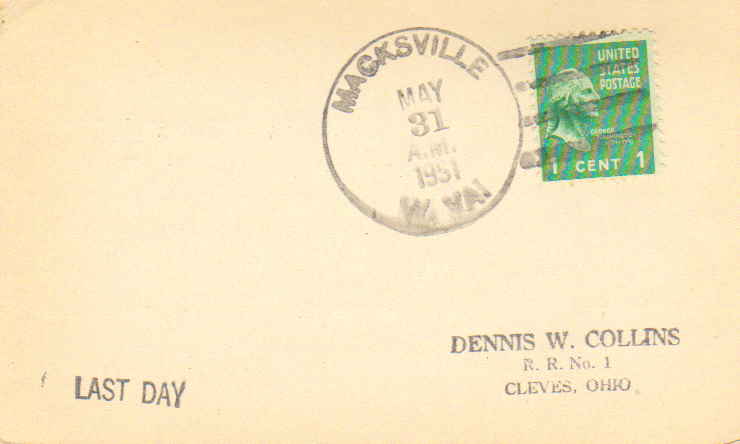 MACKSVILLE
MAY
31
A.M.
1951
W. VA.
UNITED
STATES
POSTAGE
GEORGE
1 CENT 1
DENNIS W. COLLINS
R. R. No. 1
CLEVES, OHIO.
LAST DAY